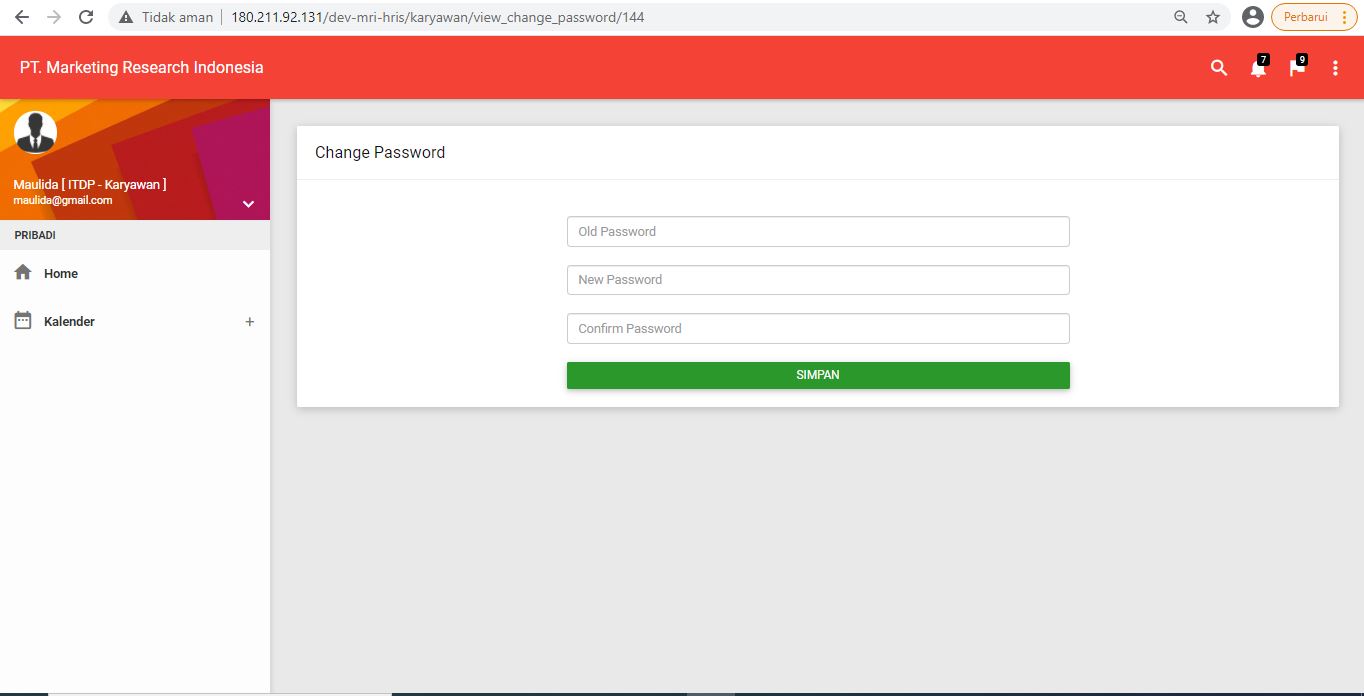 Tidak aman | 180.211.92.131/dev-mri-hris/karyawan/view_change_password/144
Perbarui
PT. Marketing Research Indonesia
7
9
Maulida [ ITDP - Karyawan ]
maulida@gmail.com
PRIBADI
Home
Kalender +
Change Password
Old Password
New Password
Confirm Password
SIMPAN